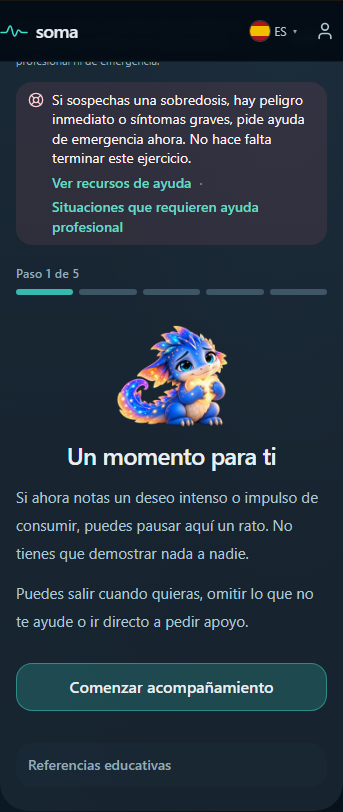 soma
ES
profesional ni de emergencia.
Si sospechas una sobredosis, hay peligro
inmediato o síntomas graves, pide ayuda
de emergencia ahora. No hace falta
terminar este ejercicio.
Ver recursos de ayuda ·
Situaciones que requieren ayuda
profesional
Paso 1 de 5
Un momento para ti
Si ahora notas un deseo intenso o impulso de
consumir, puedes pausar aquí un rato. No
tienes que demostrar nada a nadie.
Puedes salir cuando quieras, omitir lo que no
te ayude o ir directo a pedir apoyo.
Comenzar acompañamiento
Referencias educativas